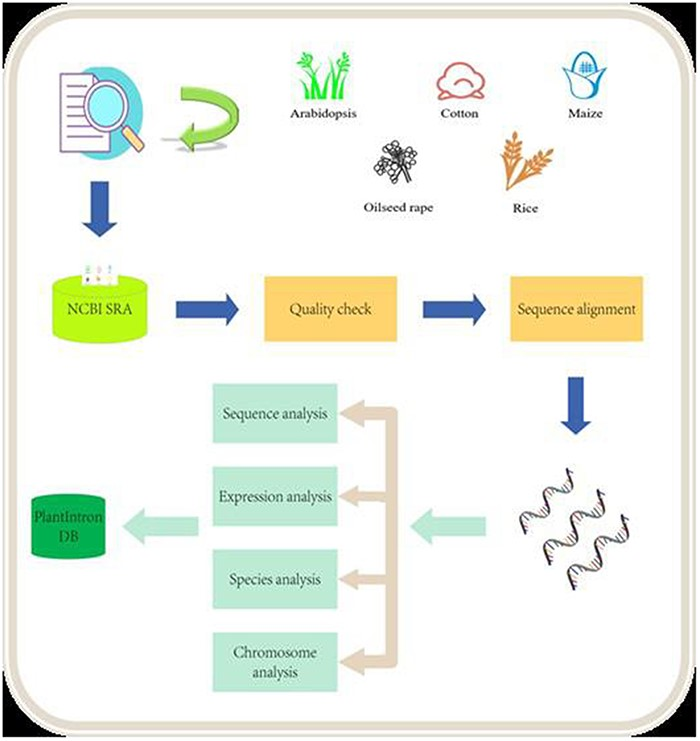 Arabidopsis
Cotton
Maize
Oilseed rape
Rice
NCBI SRA
Quality check
Sequence alignment
Sequence analysis
Expression analysis
PlantIntron
DB
Species analysis
Chromosome
analysis